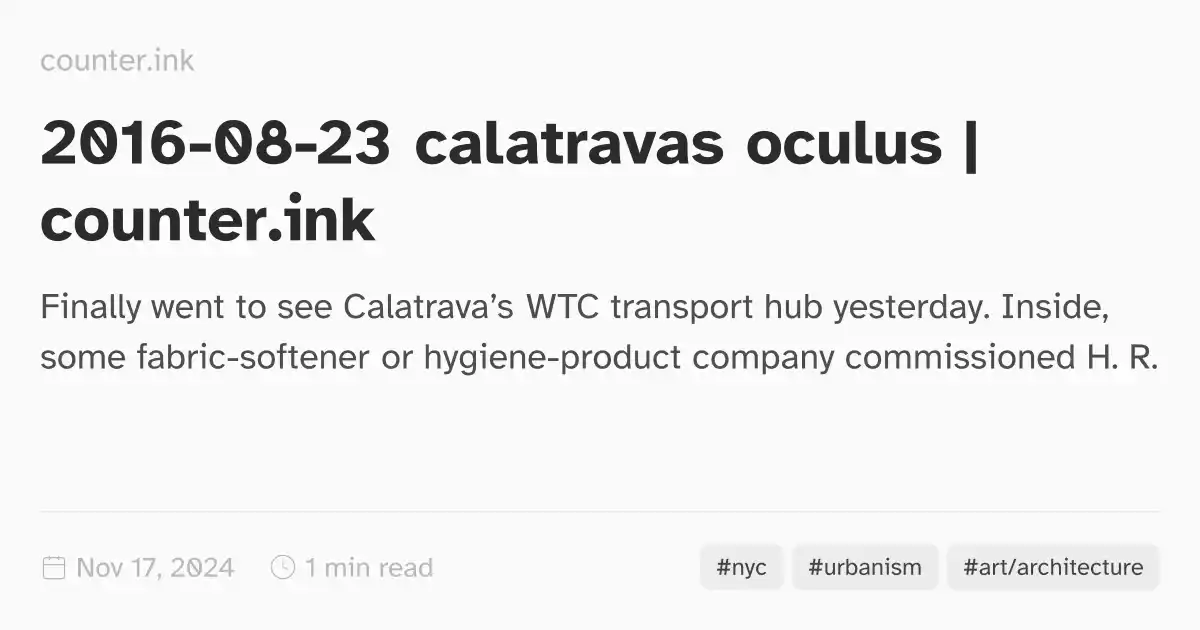 counter.ink
2016-08-23 calatravas oculus |
counter.ink
Finally went to see Calatrava’s WTC transport hub yesterday. Inside,
some fabric-softener or hygiene-product company commissioned H. R.
Nov 17, 2024 1 min read #nyc #urbanism #art/architecture